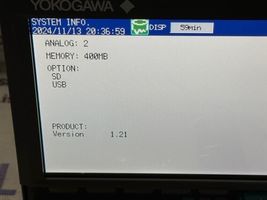 YOKOGAWA
SYSTEM INFO.
2024/11/13 20:36:59 DISP 59min
ANALOG: 2
MEMORY: 400MB
OPTION:
SD
USB
PRODUCT:
Version 1.21